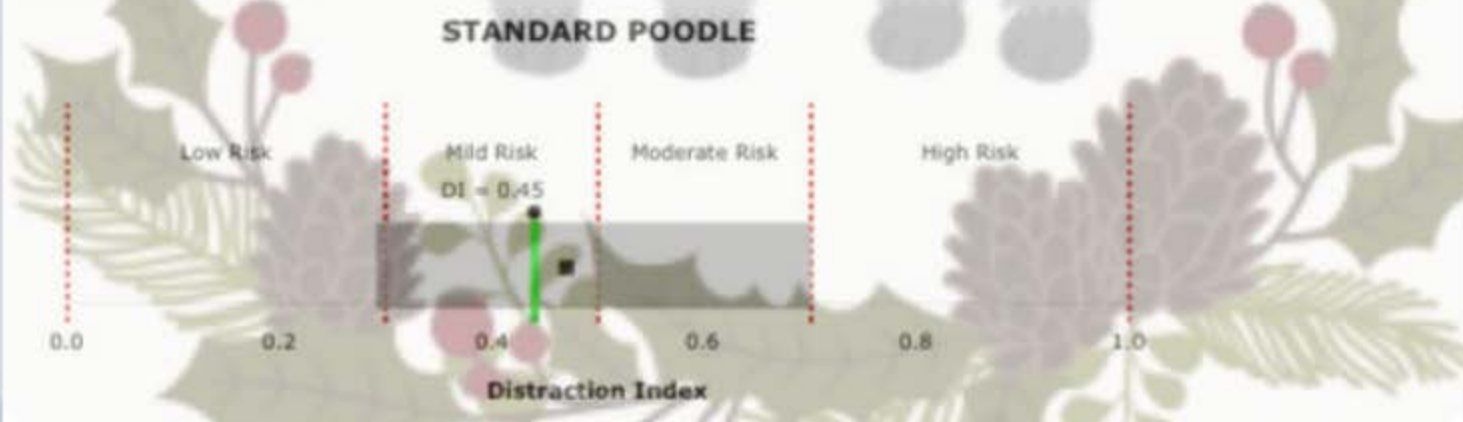 STANDARD POODLE
Low Risk Mild Risk Moderate Risk High Risk
DI = 0.45
0.0 0.2 0.4 0.6 0.8 1.0
Distraction Index